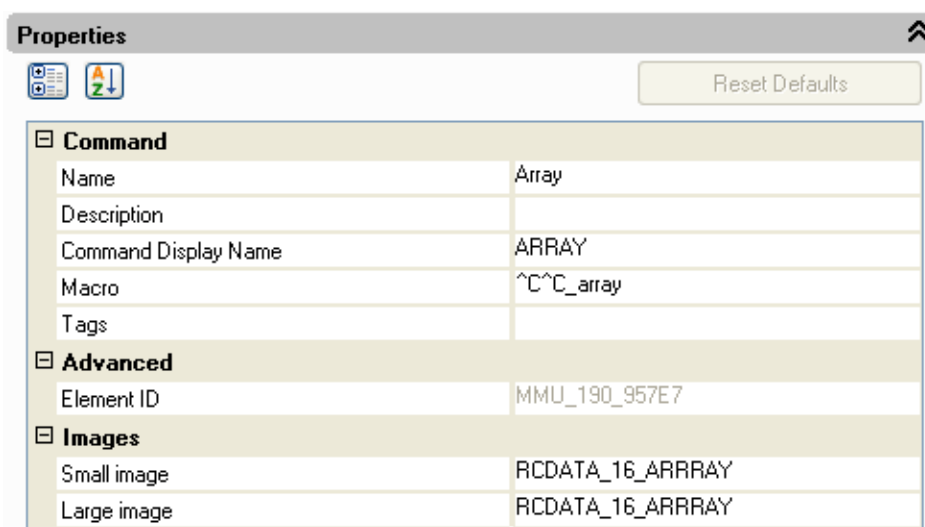 Properties
Reset Defaults
Command
Name Array
Description
Command Display Name ARRAY
Macro ^C^C_array
Tags
Advanced
Element ID MMU_190_957E7
Images
Small image RCDATA_16_ARRRAY
Large image RCDATA_16_ARRRAY